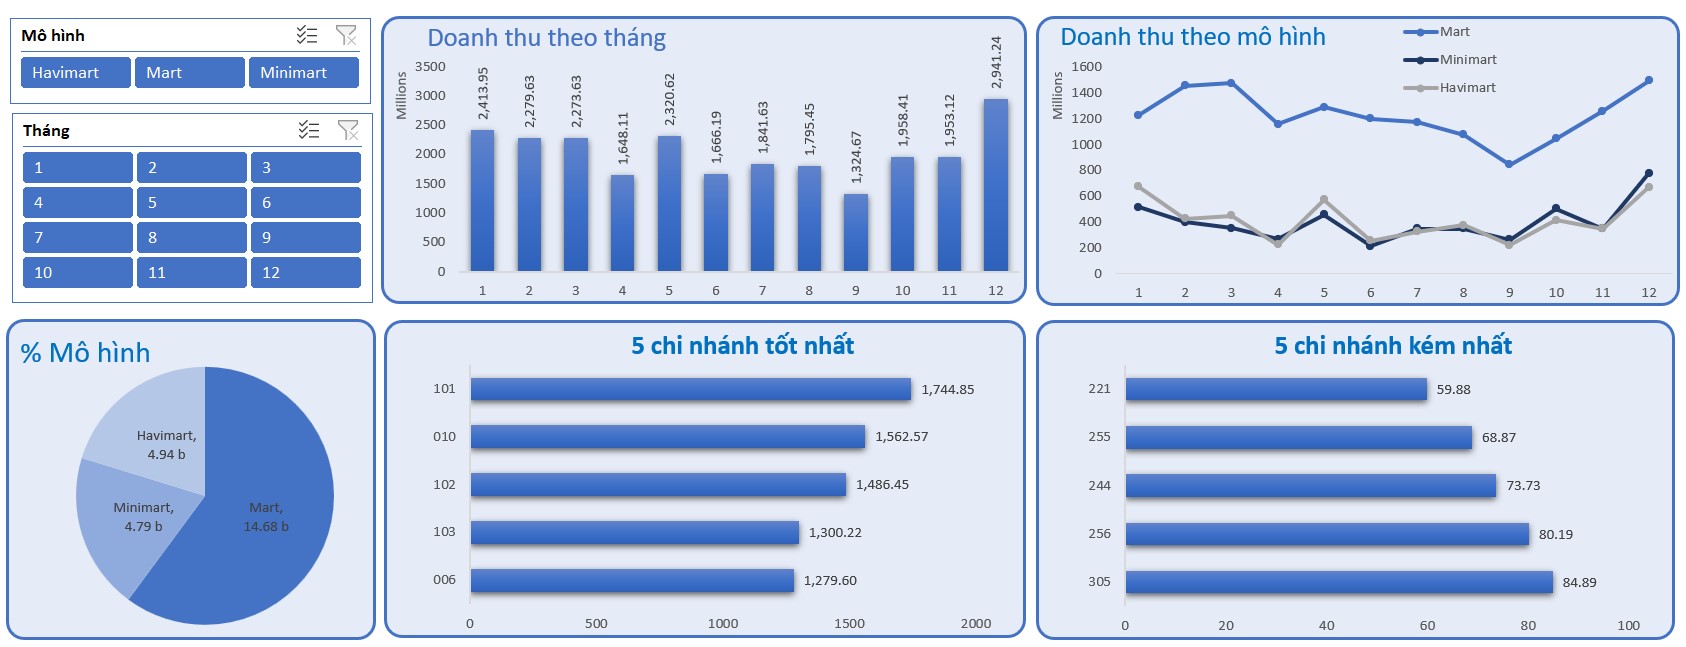 Mô hình
Havimart
Mart
Minimart
Tháng
1
2
3
4
5
6
7
8
9
10
11
12
Doanh thu theo tháng
Millions
3500
3000
2500
2000
1500
1000
500
0
2,413.95
2,279.63
2,273.63
1,648.11
2,320.62
1,666.19
1,841.63
1,795.45
1,324.67
1,958.41
1,953.12
2,941.24
1 2 3 4 5 6 7 8 9 10 11 12
Doanh thu theo mô hình
Mart
Minimart
Havimart
Millions
1600
1400
1200
1000
800
600
400
200
0
1 2 3 4 5 6 7 8 9 10 11 12
% Mô hình
Havimart,
4.94 b
Minimart,
4.79 b
Mart,
14.68 b
5 chi nhánh tốt nhất
101 1,744.85
010 1,562.57
102 1,486.45
103 1,300.22
006 1,279.60
0 500 1000 1500 2000
5 chi nhánh kém nhất
221 59.88
255 68.87
244 73.73
256 80.19
305 84.89
0 20 40 60 80 100